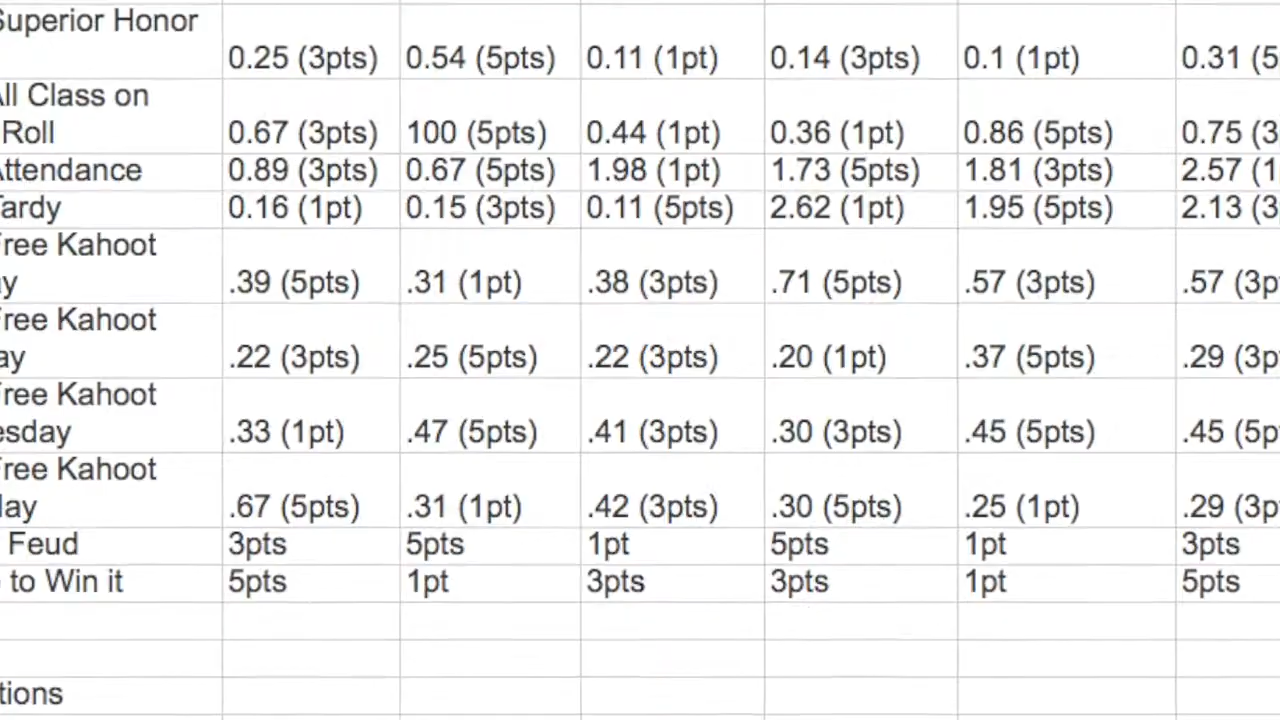 Superior Honor
0.25 (3pts) 0.54 (5pts) 0.11 (1pt) 0.14 (3pts) 0.1 (1pt) 0.31 (5
All Class on
Roll 0.67 (3pts) 100 (5pts) 0.44 (1pt) 0.36 (1pt) 0.86 (5pts) 0.75 (3
Attendance 0.89 (3pts) 0.67 (5pts) 1.98 (1pt) 1.73 (5pts) 1.81 (3pts) 2.57 (1
Tardy 0.16 (1pt) 0.15 (3pts) 0.11 (5pts) 2.62 (1pt) 1.95 (5pts) 2.13 (3
Free Kahoot
ay .39 (5pts) .31 (1pt) .38 (3pts) .71 (5pts) .57 (3pts) .57 (3p
Free Kahoot
ay .22 (3pts) .25 (5pts) .22 (3pts) .20 (1pt) .37 (5pts) .29 (3p
Free Kahoot
esday .33 (1pt) .47 (5pts) .41 (3pts) .30 (3pts) .45 (5pts) .45 (5p
Free Kahoot
day .67 (5pts) .31 (1pt) .42 (3pts) .30 (5pts) .25 (1pt) .29 (3p
Feud 3pts 5pts 1pt 5pts 1pt 3pts
to Win it 5pts 1pt 3pts 3pts 1pt 5pts
tions